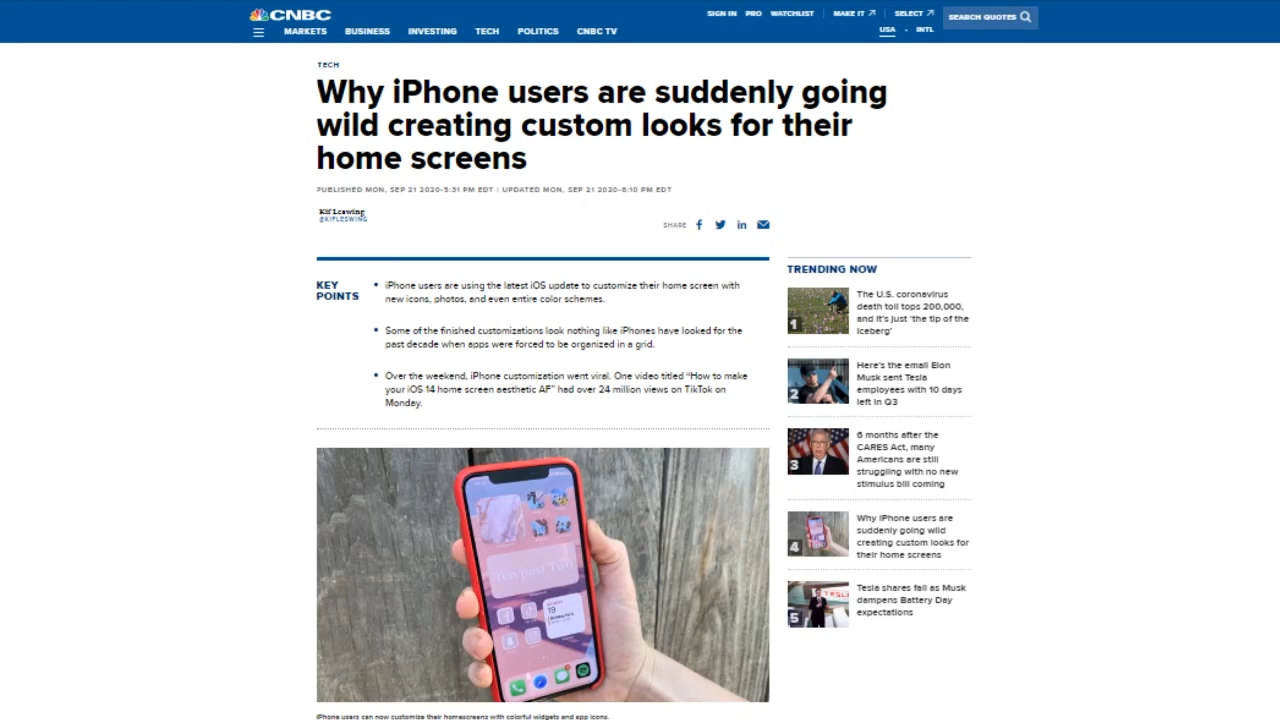 CNBC
SIGN IN PRO WATCHLIST MAKE IT SELECT
SEARCH QUOTES
USA • INTL
MARKETS BUSINESS INVESTING TECH POLITICS CNBC TV
TECH
Why iPhone users are suddenly going
wild creating custom looks for their
home screens
PUBLISHED MON, SEP 21 2020-5:31 PM EDT | UPDATED MON, SEP 21 2020-6:10 PM EDT
Kif Leswing
@KIFLESWING
SHARE
KEY
POINTS
• iPhone users are using the latest iOS update to customize their home screen with
new icons, photos, and even entire color schemes.
• Some of the finished customizations look nothing like iPhones have looked for the
past decade when apps were forced to be organized in a grid.
• Over the weekend, iPhone customization went viral. One video titled “How to make
your iOS 14 home screen aesthetic AF” had over 24 million views on TikTok on
Monday.
Ten past Two
19
iPhone users can now customize their homescreens with colorful widgets and app icons.
TRENDING NOW
1
The U.S. coronavirus
death toll tops 200,000,
and it's just ‘the tip of the
iceberg’
2
Here's the email Elon
Musk sent Tesla
employees with 10 days
left in Q3
3
6 months after the
CARES Act, many
Americans are still
struggling with no new
stimulus bill coming
4
Why iPhone users are
suddenly going wild
creating custom looks for
their home screens
5
Tesla shares fall as Musk
dampens Battery Day
expectations